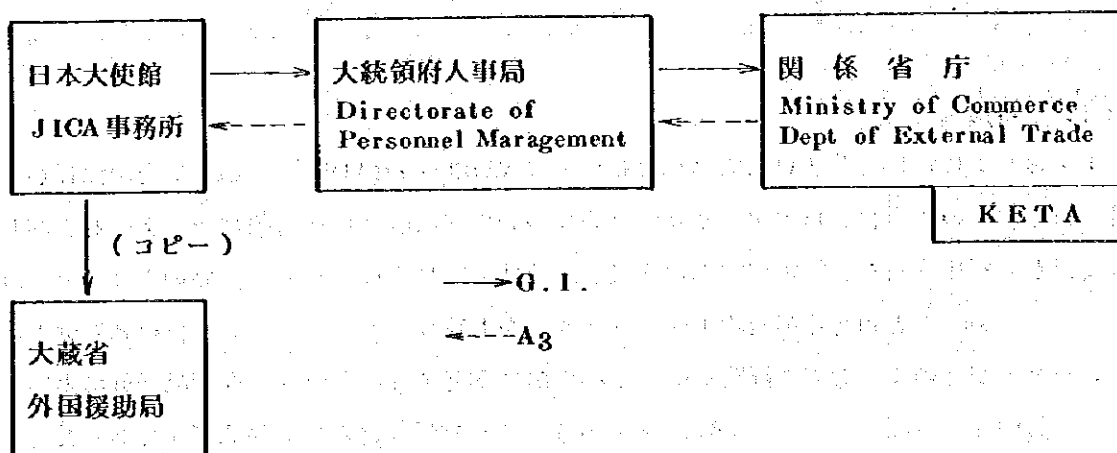 日本大使館
JICA事務所
大統領府人事局
Directorate of
Personnel Maragement
関係省庁
Ministry of Commerce
Dept of External Trade
KETA
(コピー)
G.I.
A3
大蔵省
外国援助局